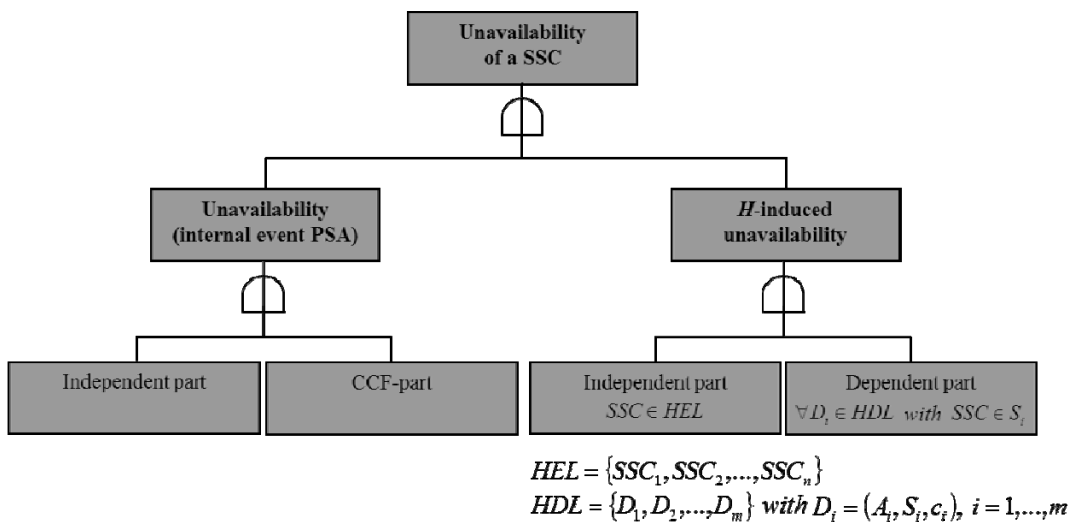 Unavailability
of a SSC
Unavailability
(internal event PSA)
H-induced
unavailability
Independent part
CCF-part
Independent part
SSC ∈ HEL
Dependent part
∀D_i ∈ HDL with SSC ∈ S_i
HEL = {SSC_1, SSC_2, ..., SSC_n}
HDL = {D_1, D_2, ..., D_m} with D_i = (A_i, S_i, c_i), i = 1, ..., m